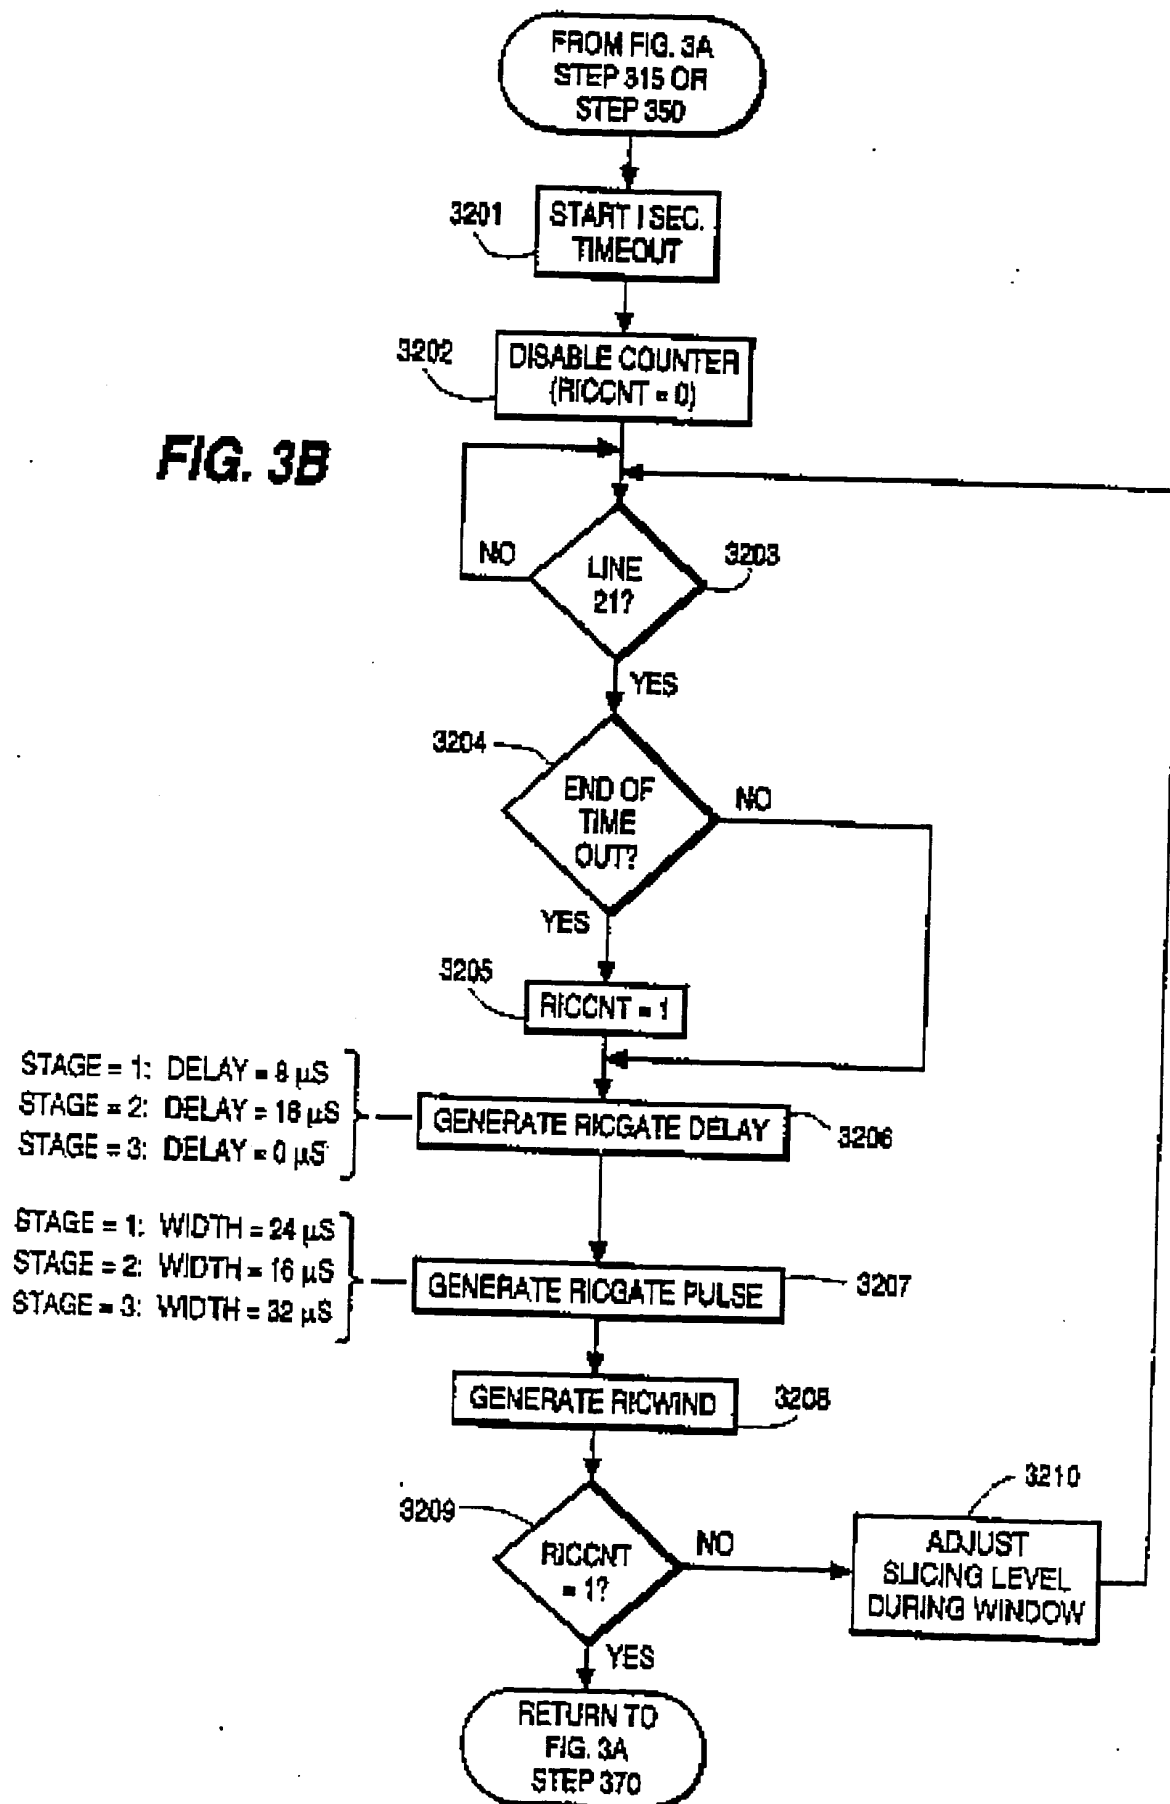 FROM FIG. 3A
STEP 315 OR
STEP 350
3201
START 1 SEC.
TIMEOUT
3202
DISABLE COUNTER
(RICCNT = 0)
FIG. 3B
NO
LINE
21?
3203
YES
3204
END OF
TIME
OUT?
NO
YES
3205
RICCNT = 1
STAGE = 1: DELAY = 8 µS
STAGE = 2: DELAY = 16 µS
STAGE = 3: DELAY = 0 µS
GENERATE RICGATE DELAY
3206
STAGE = 1: WIDTH = 24 µS
STAGE = 2: WIDTH = 16 µS
STAGE = 3: WIDTH = 32 µS
GENERATE RICGATE PULSE
3207
GENERATE RICWIND
3208
3209
RICCNT
= 1?
NO
3210
ADJUST
SLICING LEVEL
DURING WINDOW
YES
RETURN TO
FIG. 3A
STEP 370